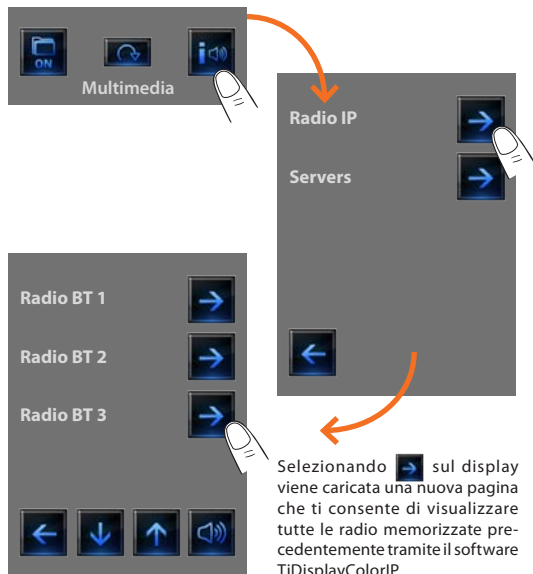 ON
i
Multimedia
Radio IP
Servers
Radio BT 1
Radio BT 2
Radio BT 3
Selezionando sul display
viene caricata una nuova pagina
che ti consente di visualizzare
tutte le radio memorizzate pre-
cedentemente tramite il software
TiDisplayColorIP